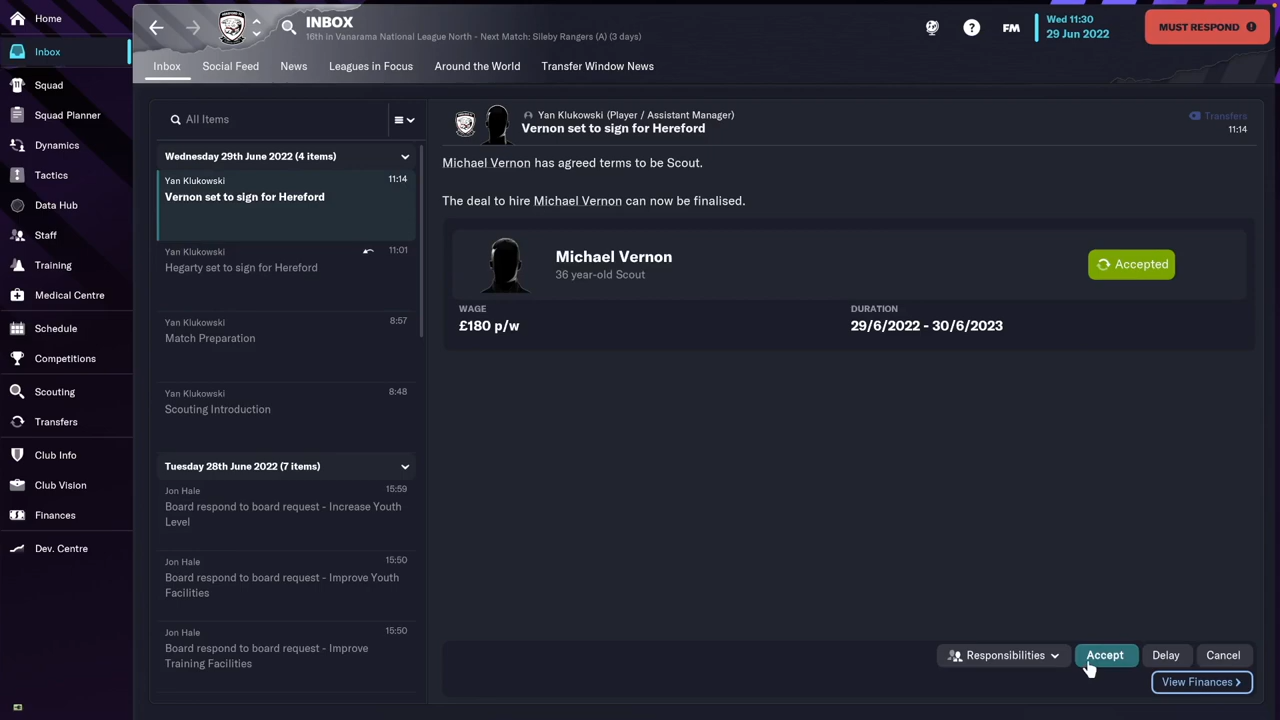 Home
Inbox
Squad
Squad Planner
Dynamics
Tactics
Data Hub
Staff
Training
Medical Centre
Schedule
Competitions
Scouting
Transfers
Club Info
Club Vision
Finances
Dev. Centre
INBOX
16th in Vanarama National League North - Next Match: Sileby Rangers (A) (3 days)
?
FM
Wed 11:30
29 Jun 2022
MUST RESPOND
Inbox
Social Feed
News
Leagues in Focus
Around the World
Transfer Window News
All Items
Wednesday 29th June 2022 (4 items)
Yan Klukowski 11:14
Vernon set to sign for Hereford
Yan Klukowski 11:01
Hegarty set to sign for Hereford
Yan Klukowski 8:57
Match Preparation
Yan Klukowski 8:48
Scouting Introduction
Tuesday 28th June 2022 (7 items)
Jon Hale 15:59
Board respond to board request - Increase Youth
Level
Jon Hale 15:50
Board respond to board request - Improve Youth
Facilities
Jon Hale 15:50
Board respond to board request - Improve
Training Facilities
Yan Klukowski (Player / Assistant Manager)
Vernon set to sign for Hereford
Transfers
11:14
Michael Vernon has agreed terms to be Scout.
The deal to hire Michael Vernon can now be finalised.
Michael Vernon
36 year-old Scout
Accepted
WAGE
£180 p/w
DURATION
29/6/2022 - 30/6/2023
Responsibilities
Accept
Delay
Cancel
View Finances